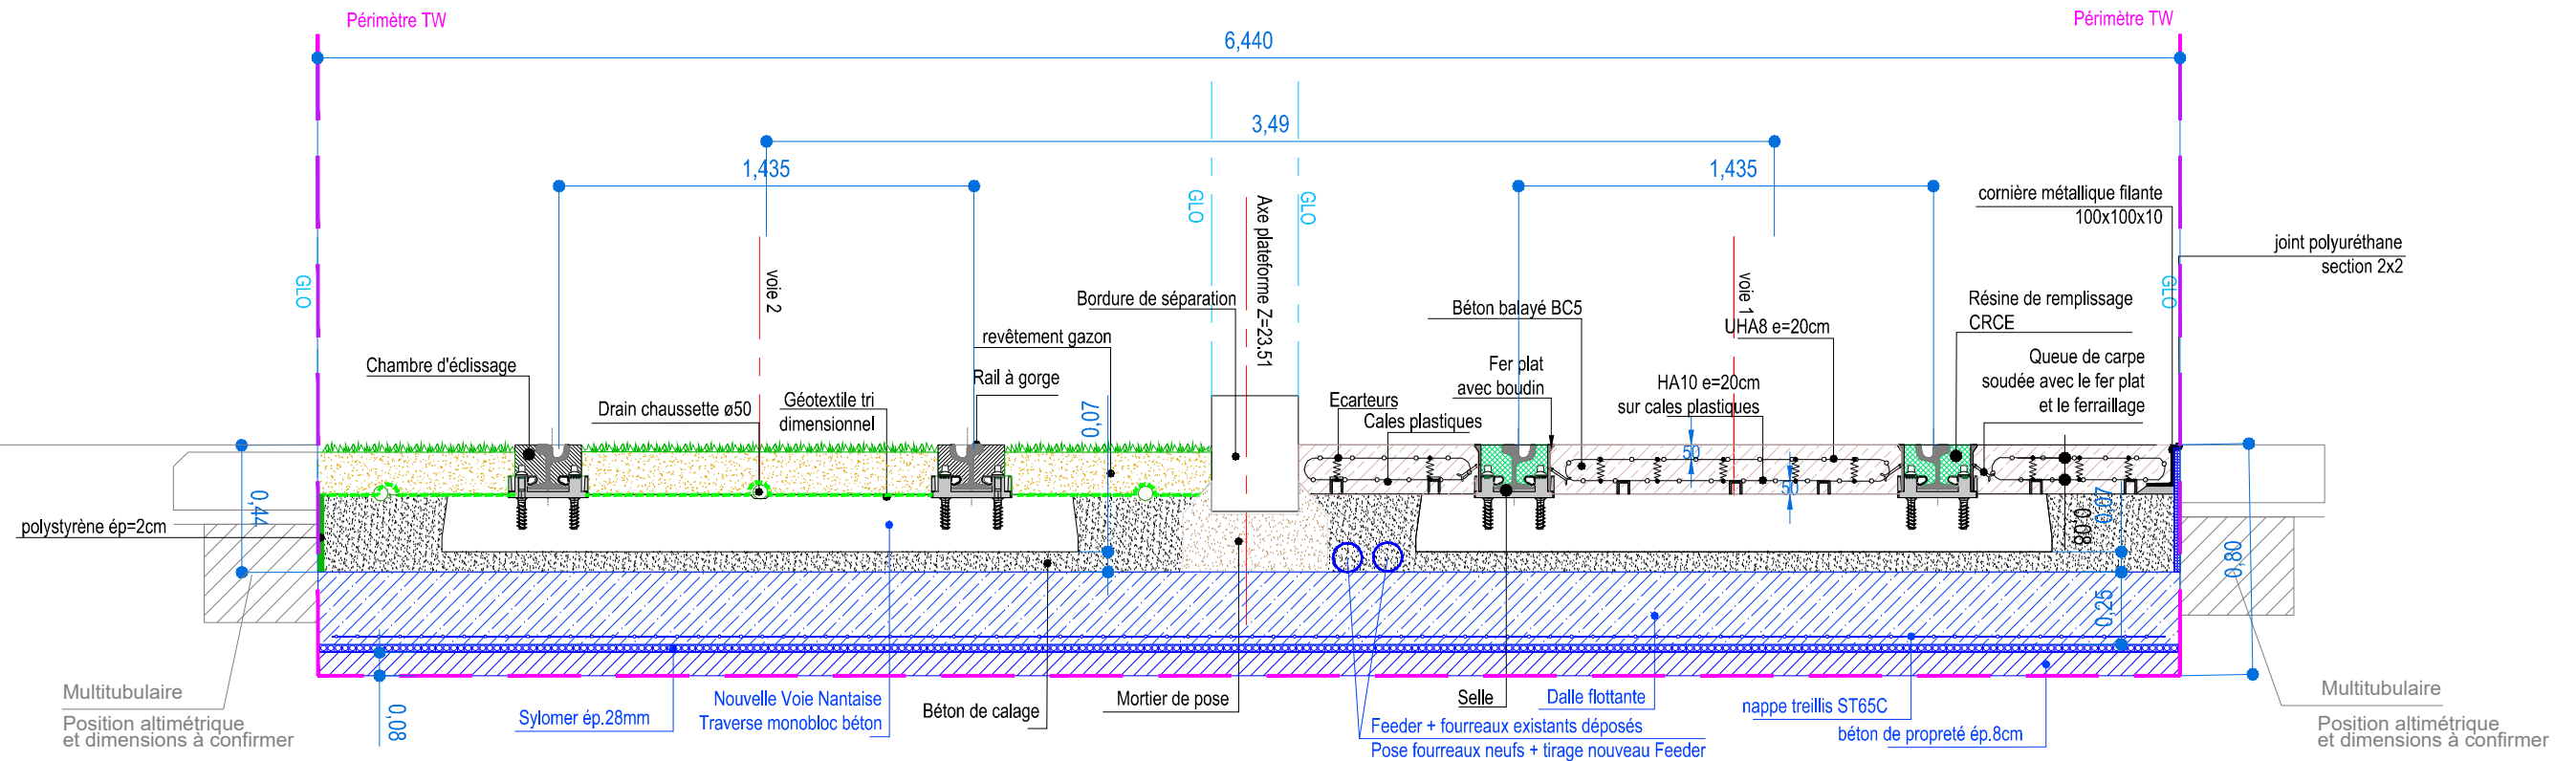 Périmètre TW
Périmètre TW
6,440
3,49
1,435
1,435
GLO
GLO
GLO
GLO
Axe plateforme Z=23.51
voie 2
voie 1
cornière métallique filante
100x100x10
joint polyuréthane
section 2x2
Bordure de séparation
Béton balayé BC5
Résine de remplissage
CRCE
UHA8 e=20cm
revêtement gazon
Chambre d'éclissage
Rail à gorge
Fer plat
avec boudin
Queue de carpe
soudée avec le fer plat
et le ferraillage
HA10 e=20cm
sur cales plastiques
Drain chaussette ø50
Géotextile tri
dimensionnel
Ecarteurs
Cales plastiques
0,07
50
50
0,44
0,07
0,08
0,80
0,25
polystyrène ép=2cm
Multitubulaire
Position altimétrique
et dimensions à confirmer
0,08
Sylomer ép.28mm
Nouvelle Voie Nantaise
Traverse monobloc béton
Béton de calage
Mortier de pose
Selle
Dalle flottante
Feeder + fourreaux existants déposés
Pose fourreaux neufs + tirage nouveau Feeder
nappe treillis ST65C
béton de propreté ép.8cm
Multitubulaire
Position altimétrique
et dimensions à confirmer